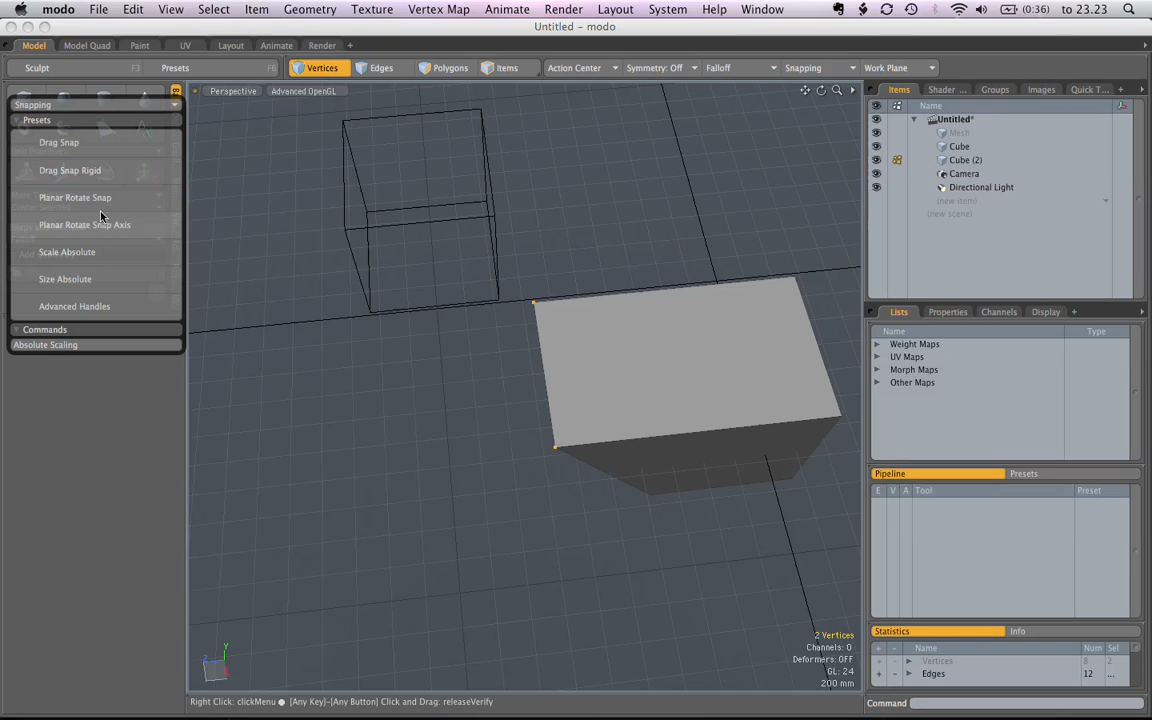 modo File Edit View Select Item Geometry Texture Vertex Map Animate Render Layout System Help Window (0:36) to 23.23
Untitled – modo
Model Model Quad Paint UV Layout Animate Render +
Sculpt F3 Presets F6 Vertices Edges Polygons Items Action Center Symmetry: Off Falloff Snapping Work Plane
Perspective Advanced OpenGL
Items Shader ... Groups Images Quick T... +
Snapping
Name
Presets
Untitled*
Mesh
Drag Snap
Cube
Cube (2)
Drag Snap Rigid
Camera
Directional Light
Planar Rotate Snap
(new item)
(new scene)
Planar Rotate Snap Axis
Scale Absolute
Size Absolute
Advanced Handles
Lists Properties Channels Display +
Commands
Name Type
Absolute Scaling
Weight Maps
UV Maps
Morph Maps
Other Maps
Pipeline Presets
E V A Tool Preset
2 Vertices
Channels: 0
Deformers: OFF
GL: 24
200 mm
Y
Z
Statistics Info
+ - Name Num Sel
+ - Vertices 8 2
+ - Edges 12 ...
Right Click: clickMenu ● [Any Key]-[Any Button] Click and Drag: releaseVerify
Command